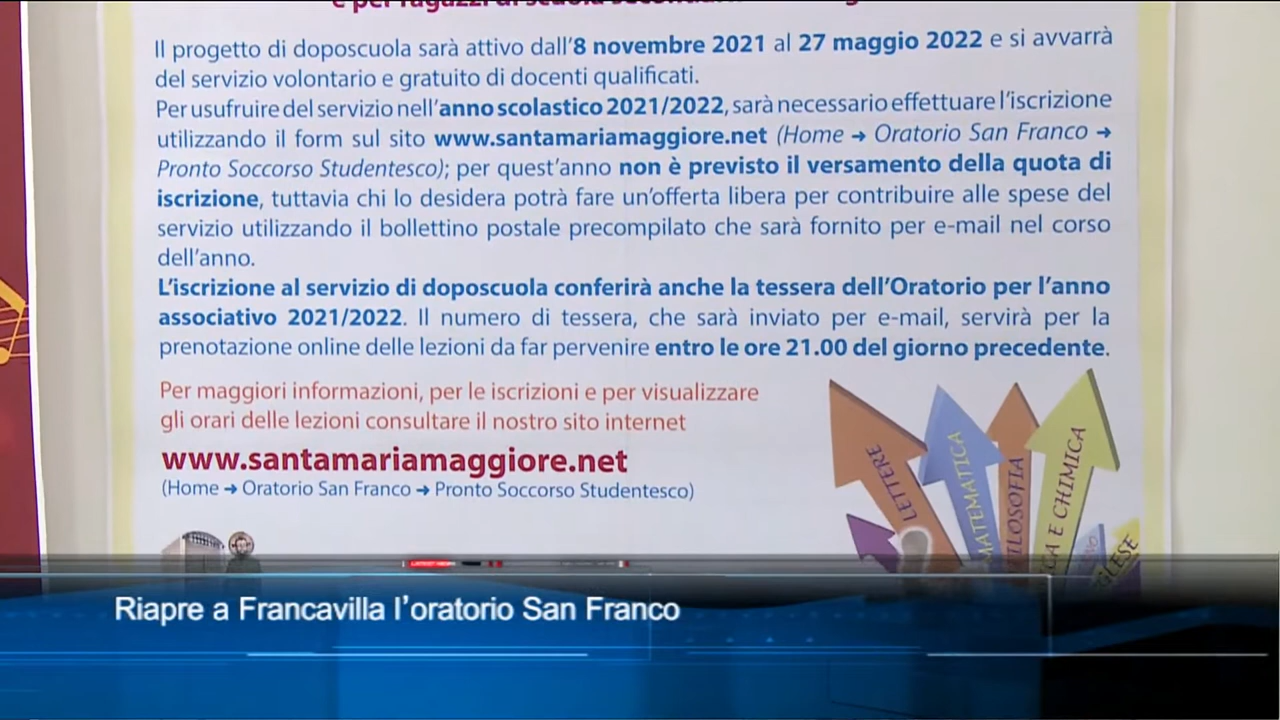 e per ragazzi di scuola
Il progetto di doposcuola sarà attivo dall'8 novembre 2021 al 27 maggio 2022 e si avvarrà
del servizio volontario e gratuito di docenti qualificati.
Per usufruire del servizio nell'anno scolastico 2021/2022, sarà necessario effettuare l'iscrizione
utilizzando il form sul sito www.santamariamaggiore.net (Home → Oratorio San Franco →
Pronto Soccorso Studentesco); per quest'anno non è previsto il versamento della quota di
iscrizione, tuttavia chi lo desidera potrà fare un'offerta libera per contribuire alle spese del
servizio utilizzando il bollettino postale precompilato che sarà fornito per e-mail nel corso
dell'anno.
L'iscrizione al servizio di doposcuola conferirà anche la tessera dell'Oratorio per l'anno
associativo 2021/2022. Il numero di tessera, che sarà inviato per e-mail, servirà per la
prenotazione online delle lezioni da far pervenire entro le ore 21.00 del giorno precedente.
Per maggiori informazioni, per le iscrizioni e per visualizzare
gli orari delle lezioni consultare il nostro sito internet
www.santamariamaggiore.net
(Home → Oratorio San Franco → Pronto Soccorso Studentesco)
LETTERE
MATEMATICA
FILOSOFIA
E CHIMICA
LATEST NEWS
Riapre a Francavilla l'oratorio San Franco